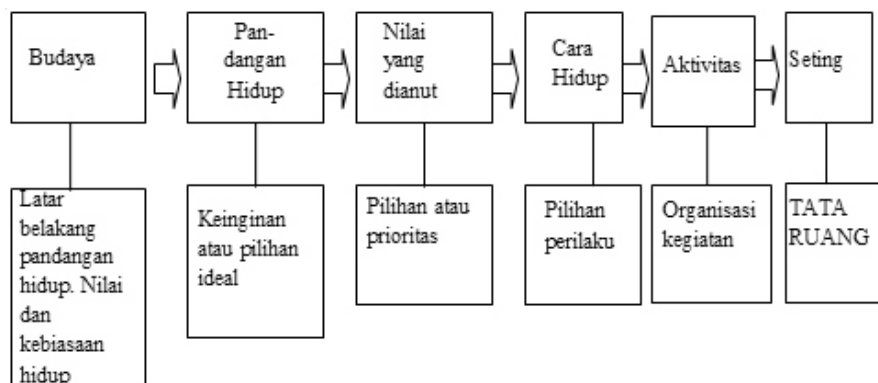 Budaya
Pan-
dangan
Hidup
Nilai
yang
dianut
Cara
Hidup
Aktivitas
Seting
Latar
belakang
pandangan
hidup. Nilai
dan
kebiasaan
hidup
Keinginan
atau pilihan
ideal
Pilihan atau
prioritas
Pilihan
perilaku
Organisasi
kegiatan
TATA
RUANG